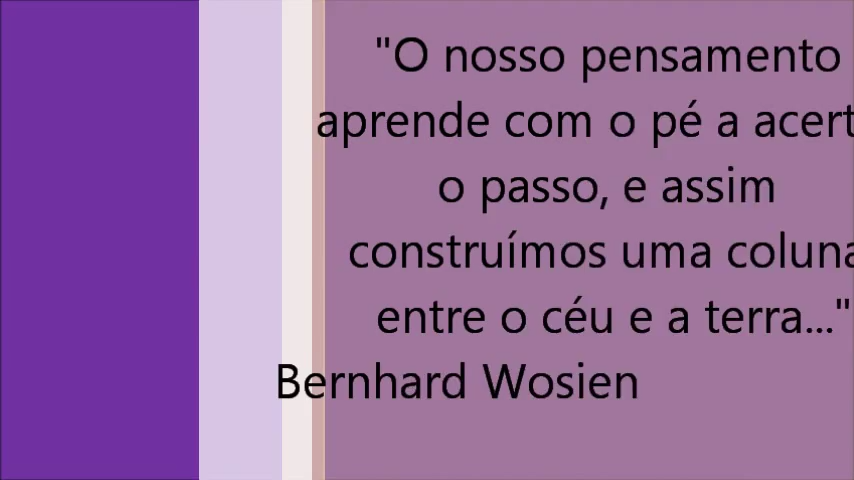 "O nosso pensamento
aprende com o pé a acert
o passo, e assim
construímos uma coluna
entre o céu e a terra..."
Bernhard Wosien